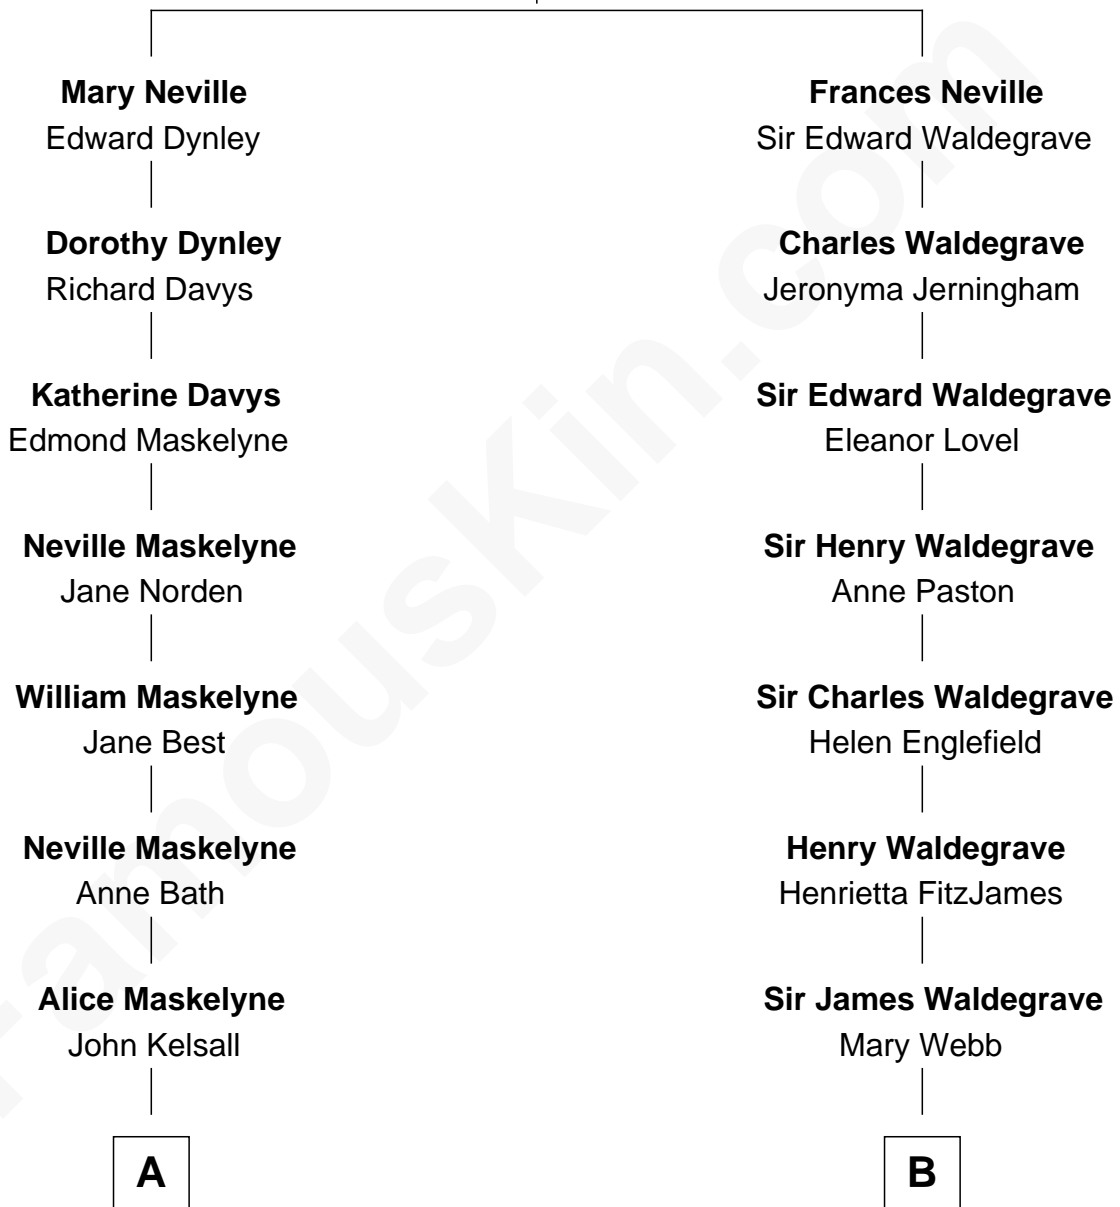 Mary Neville
Edward Dynley
Dorothy Dynley
Richard Davys
Katherine Davys
Edmond Maskelyne
Neville Maskelyne
Jane Norden
William Maskelyne
Jane Best
Neville Maskelyne
Anne Bath
Alice Maskelyne
John Kelsall
A
Frances Neville
Sir Edward Waldegrave
Charles Waldegrave
Jeronyma Jerningham
Sir Edward Waldegrave
Eleanor Lovel
Sir Henry Waldegrave
Anne Paston
Sir Charles Waldegrave
Helen Englefield
Henry Waldegrave
Henrietta FitzJames
Sir James Waldegrave
Mary Webb
B
FamousKin.com